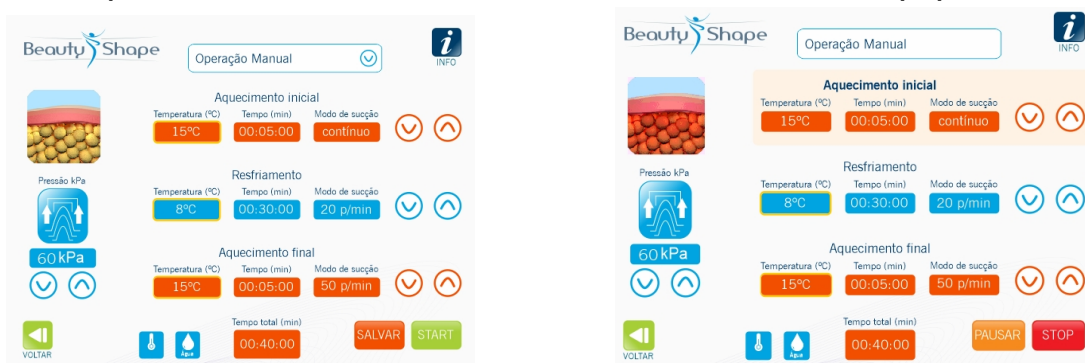 Beauty Shape
Operação Manual
i
INFO
Aquecimento inicial
Temperatura (ºC) Tempo (min) Modo de sucção
15ºC 00:05:00 contínuo
Pressão kPa
Resfriamento
Temperatura (ºC) Tempo (min) Modo de sucção
8ºC 00:30:00 20 p/min
60 kPa
Aquecimento final
Temperatura (ºC) Tempo (min) Modo de sucção
15ºC 00:05:00 50 p/min
Tempo total (min)
00:40:00
VOLTAR
Água
SALVAR START
Beauty Shape
Operação Manual
i
INFO
Aquecimento inicial
Temperatura (ºC) Tempo (min) Modo de sucção
15ºC 00:05:00 contínuo
Pressão kPa
Resfriamento
Temperatura (ºC) Tempo (min) Modo de sucção
8ºC 00:30:00 20 p/min
60 kPa
Aquecimento final
Temperatura (ºC) Tempo (min) Modo de sucção
15ºC 00:05:00 50 p/min
Tempo total (min)
00:40:00
VOLTAR
Água
PAUSAR STOP